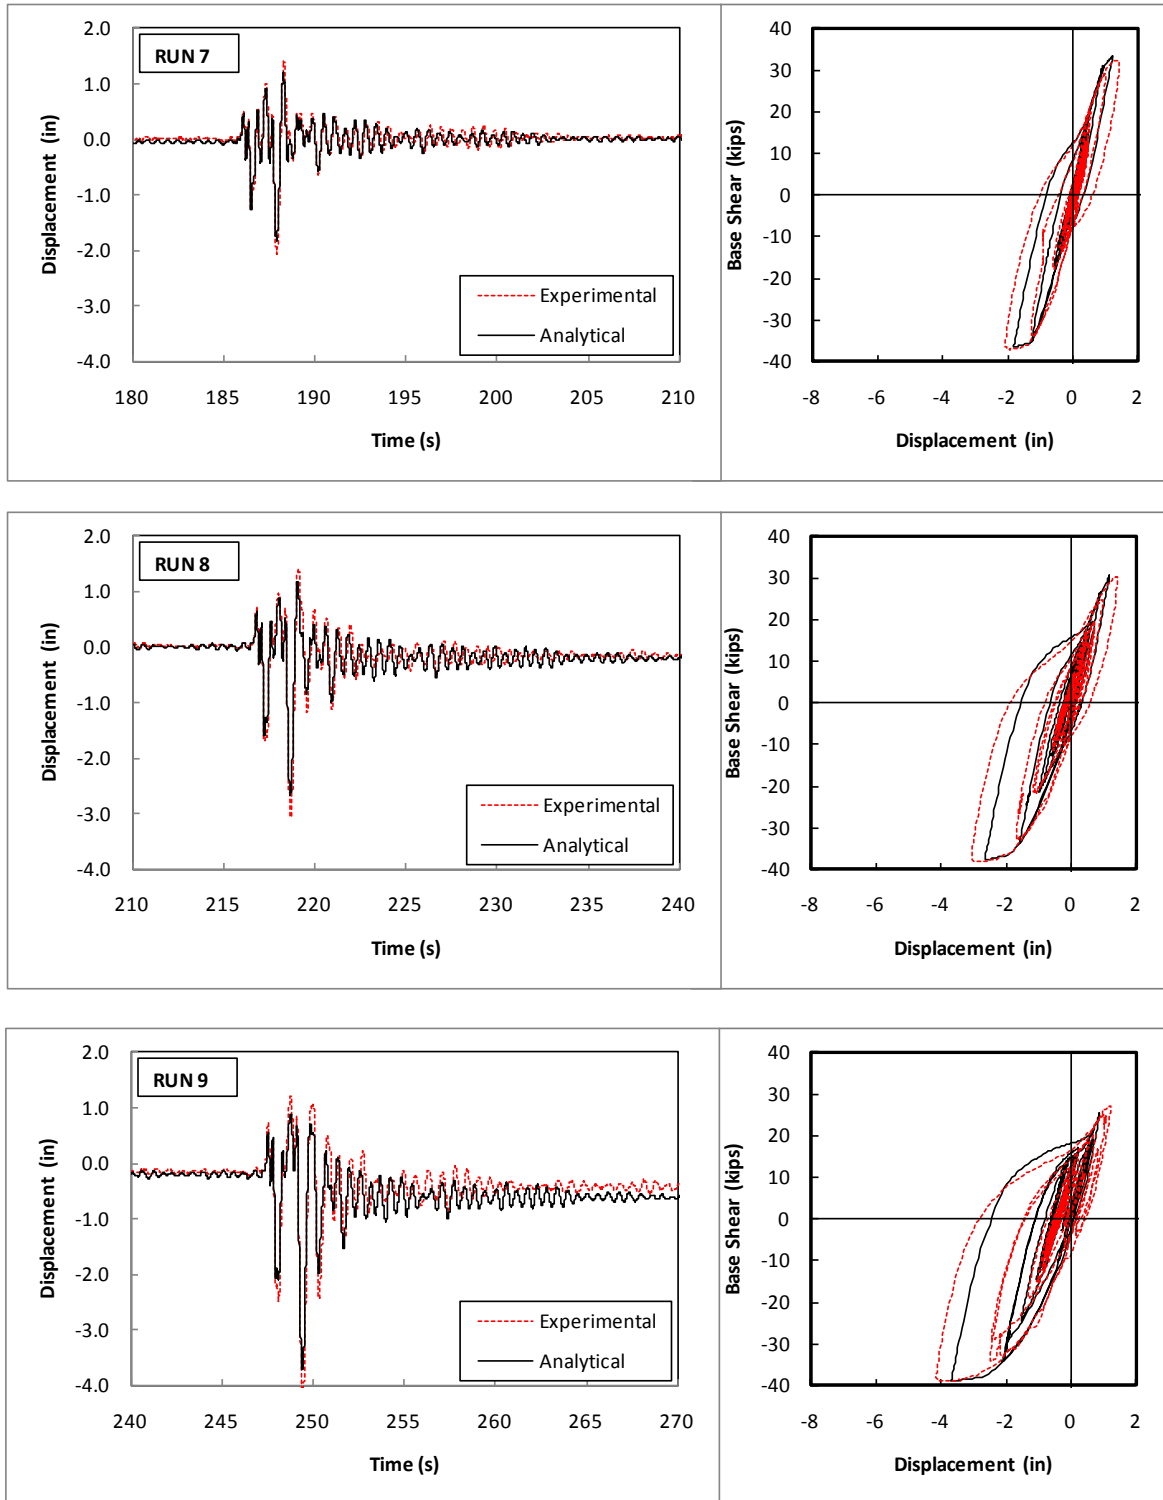 RUN 7
2.0
1.0
0.0
-1.0
-2.0
-3.0
-4.0
Displacement (in)
180 185 190 195 200 205 210
Time (s)
Experimental
Analytical
40
30
20
10
0
-10
-20
-30
-40
Base Shear (kips)
-8 -6 -4 -2 0 2
Displacement (in)
RUN 8
2.0
1.0
0.0
-1.0
-2.0
-3.0
-4.0
Displacement (in)
210 215 220 225 230 235 240
Time (s)
Experimental
Analytical
40
30
20
10
0
-10
-20
-30
-40
Base Shear (kips)
-8 -6 -4 -2 0 2
Displacement (in)
RUN 9
2.0
1.0
0.0
-1.0
-2.0
-3.0
-4.0
Displacement (in)
240 245 250 255 260 265 270
Time (s)
Experimental
Analytical
40
30
20
10
0
-10
-20
-30
-40
Base Shear (kips)
-8 -6 -4 -2 0 2
Displacement (in)